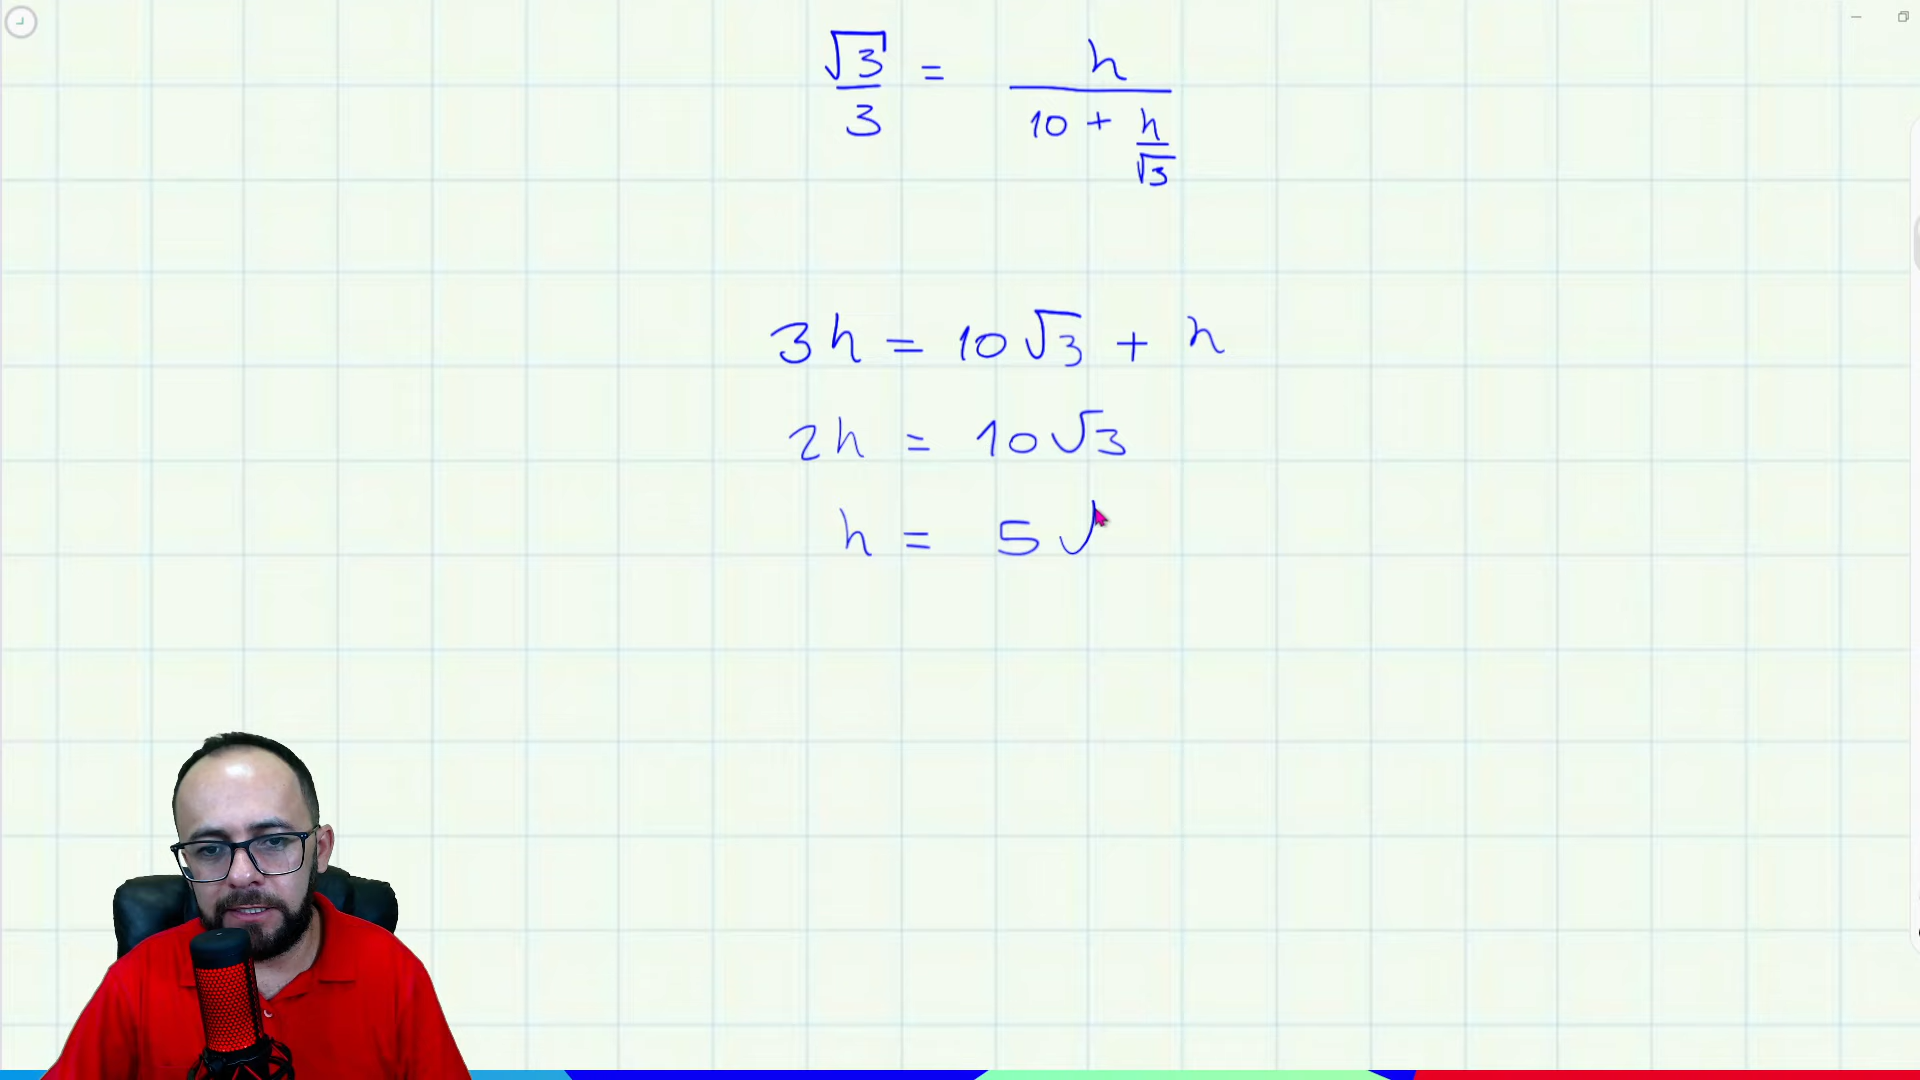 √3/3 = h/(10 + h/√3)
3h = 10√3 + h
2h = 10√3
h = 5√